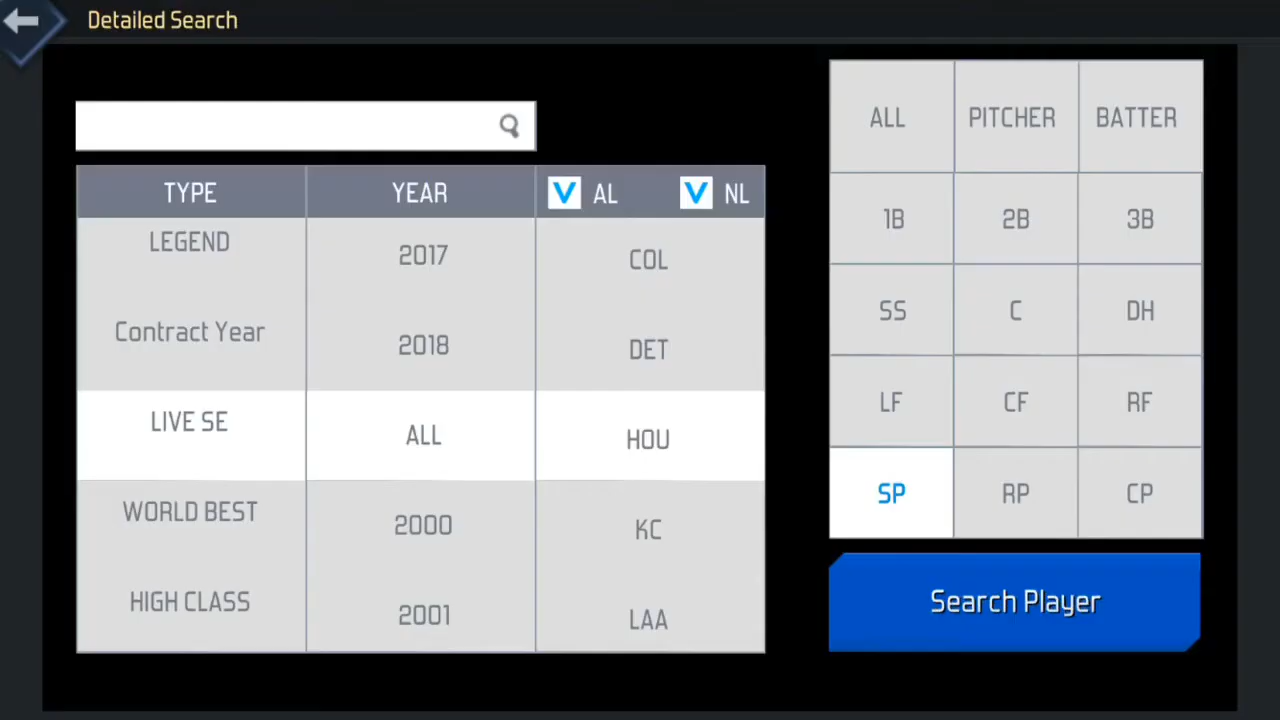 Detailed Search
TYPE YEAR V AL V NL
LEGEND 2017 COL
Contract Year 2018 DET
LIVE SE ALL HOU
WORLD BEST 2000 KC
HIGH CLASS 2001 LAA
ALL PITCHER BATTER
1B 2B 3B
SS C DH
LF CF RF
SP RP CP
Search Player